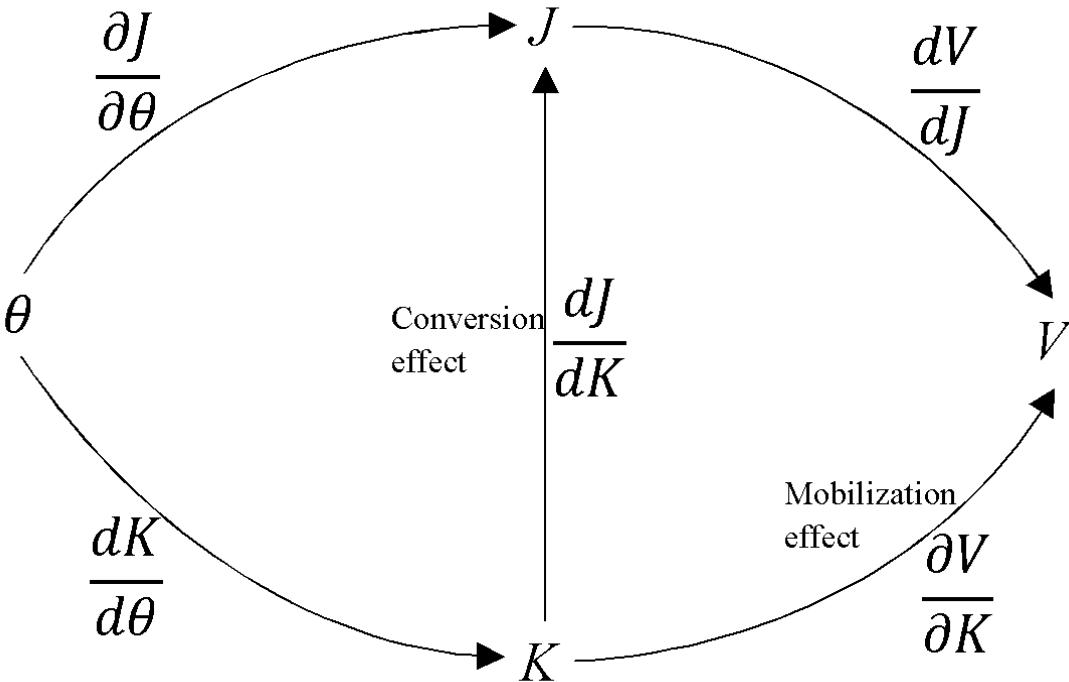 ∂J/∂θ
J
dV/dJ
θ
Conversion
effect
dJ/dK
V
Mobilization
effect
dK/dθ
∂V/∂K
K